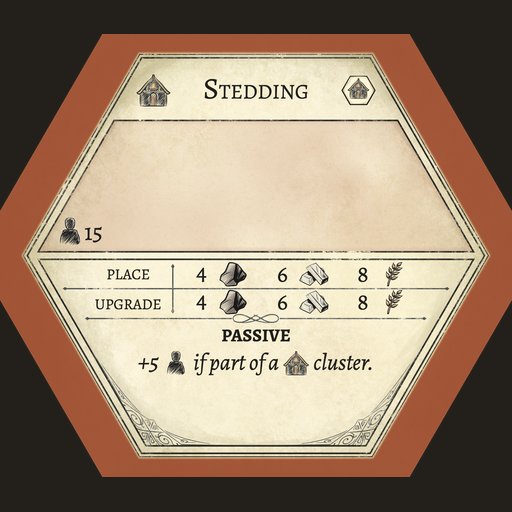 Stedding
15
PLACE 4 6 8
UPGRADE 4 6 8
PASSIVE
+5 if part of a cluster.